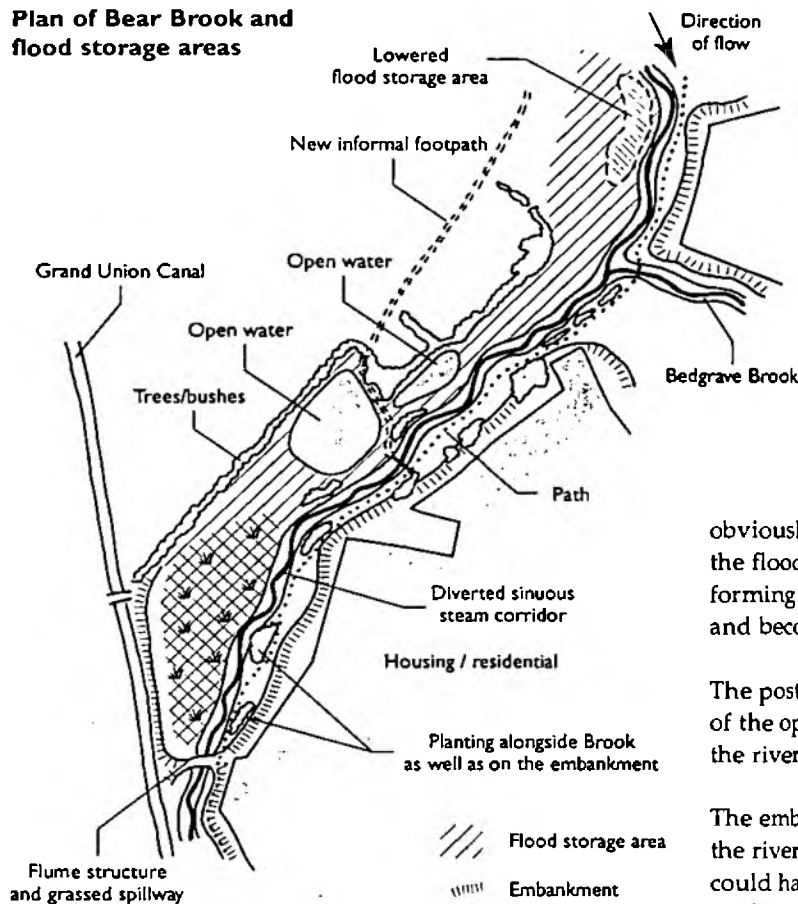 Plan of Bear Brook and
flood storage areas
Direction
of flow
Lowered
flood storage area
New informal footpath
Grand Union Canal
Open water
Open water
Trees/bushes
Bedgrave Brook
Path
Diverted sinuous
steam corridor
Housing / residential
Planting alongside Brook
as well as on the embankment
Flood storage area
Embankment
Flume structure
and grassed spillway
obviously
the flood
forming
and beco
The post
of the op
the river
The emb
the river
could ha